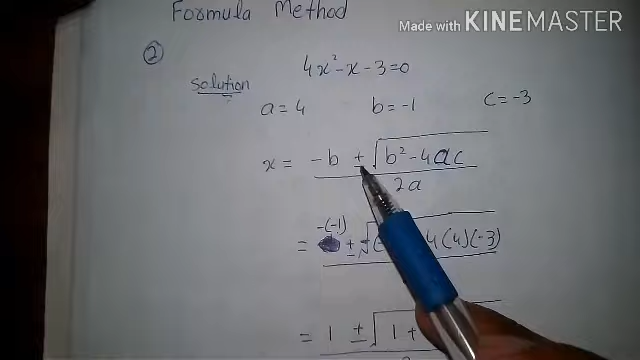 Formula Method
Made with KINEMASTER
② 4x² - x - 3 = 0
Solution
a = 4 b = -1 c = -3
x = -b ± √b² - 4ac
2a
-(-1)
= ± √( 4(4)(-3)
= 1 ± √1 +